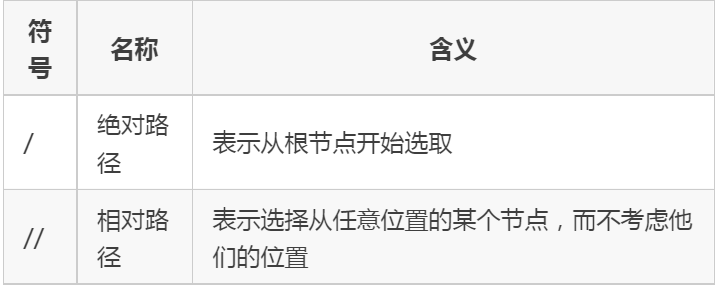 符号 名称 含义
/ 绝对路径 表示从根节点开始选取
// 相对路径 表示选择从任意位置的某个节点，而不考虑他
们的位置